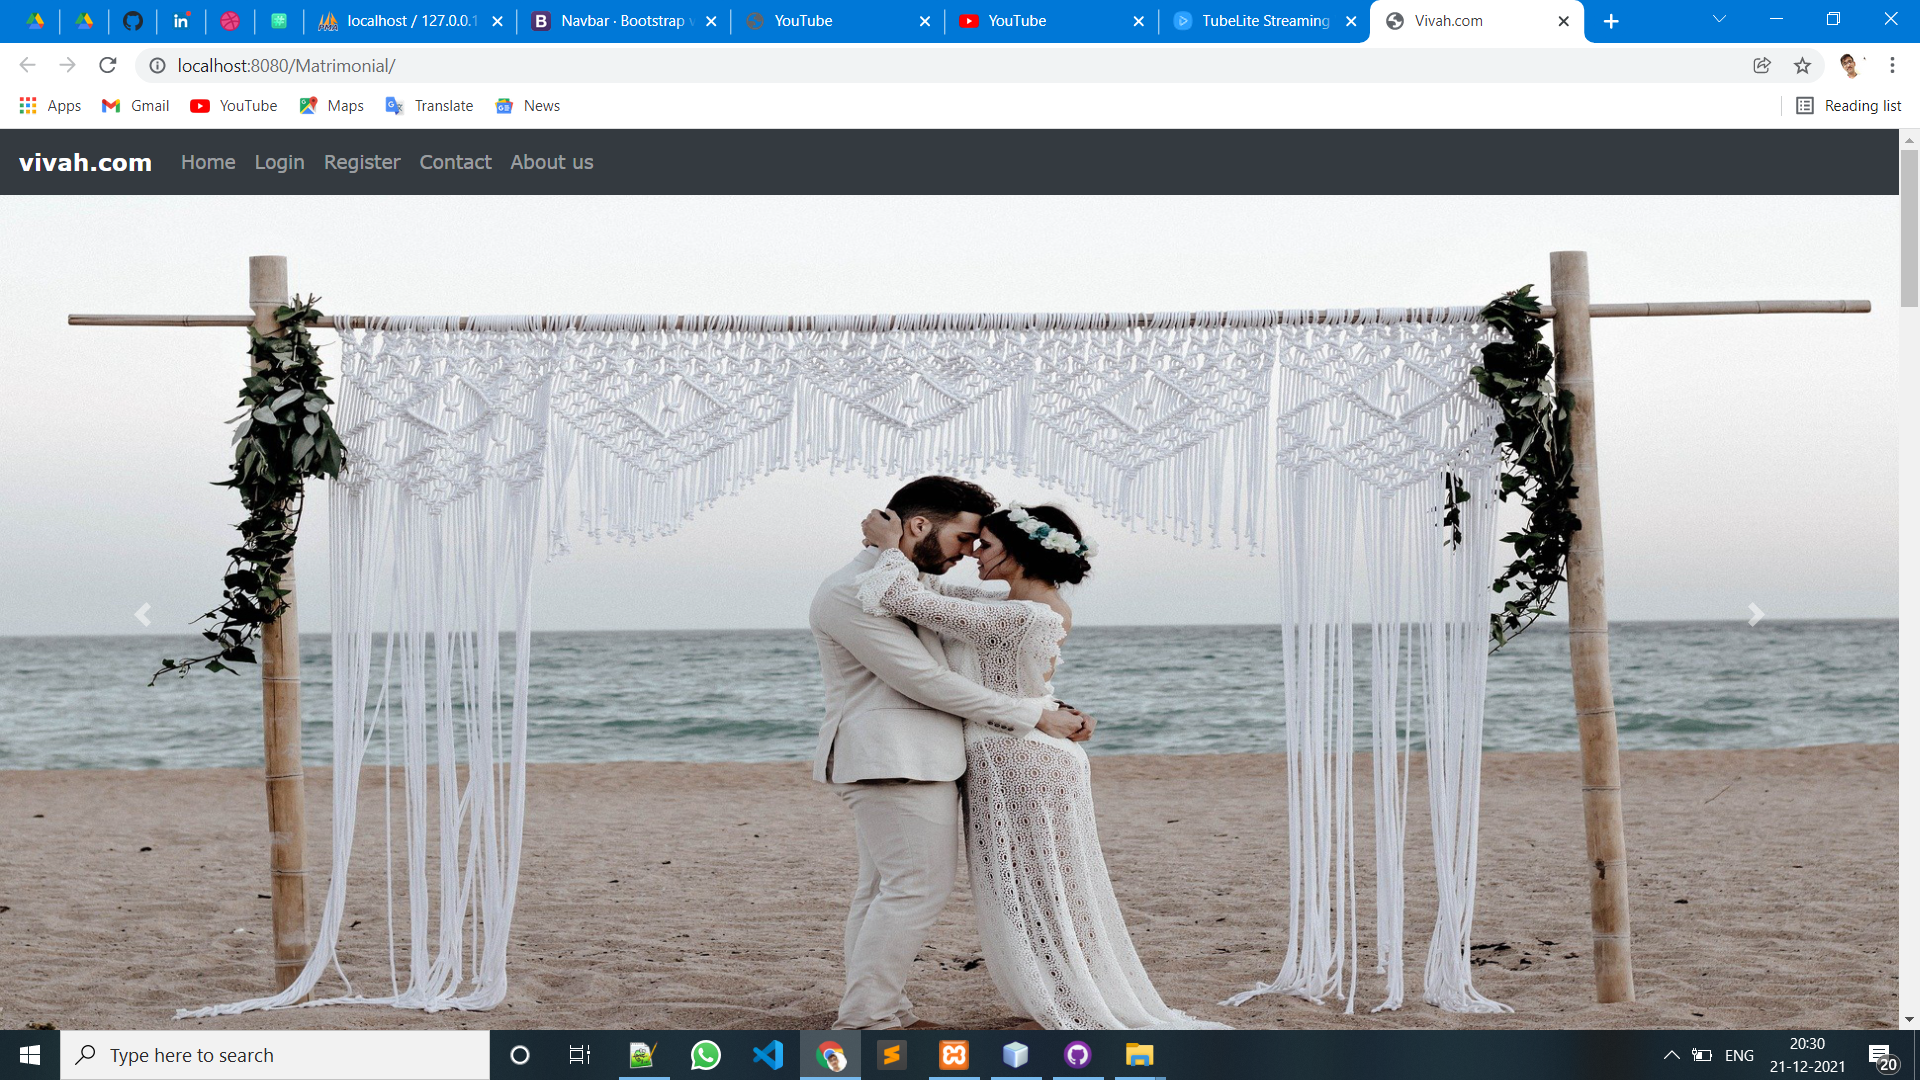 localhost / 127.0.0.1
Navbar · Bootstrap v
YouTube
YouTube
TubeLite Streaming
Vivah.com
localhost:8080/Matrimonial/
Apps
Gmail
YouTube
Maps
Translate
News
Reading list
vivah.com
Home
Login
Register
Contact
About us
Type here to search
ENG
20:30
21-12-2021
20